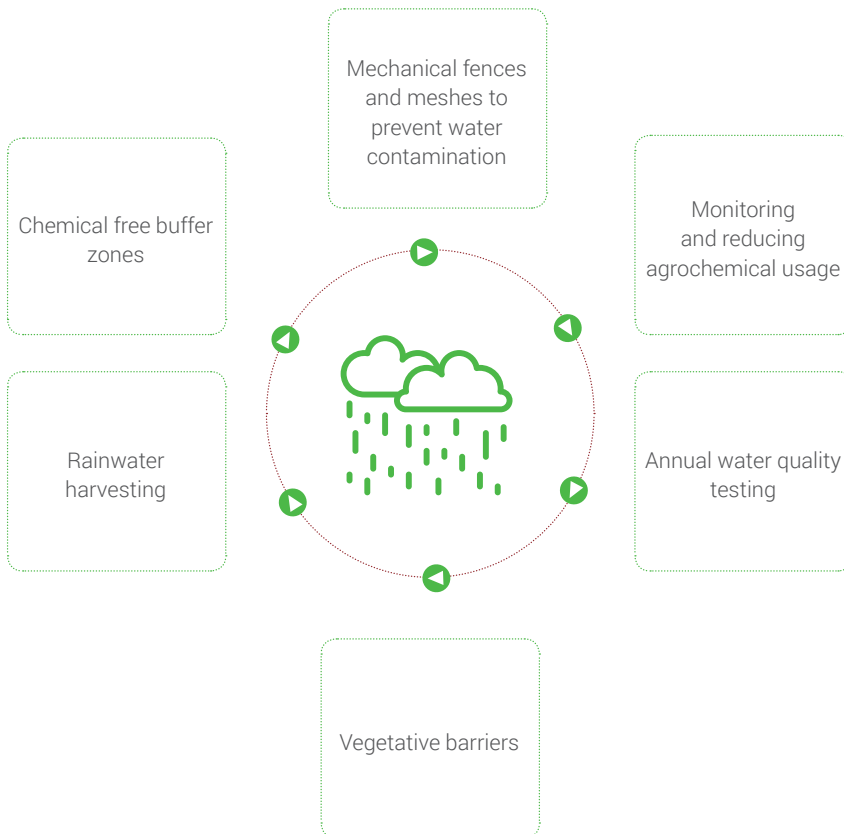 Mechanical fences
and meshes to
prevent water
contamination
Chemical free buffer
zones
Monitoring
and reducing
agrochemical usage
Rainwater
harvesting
Annual water quality
testing
Vegetative barriers